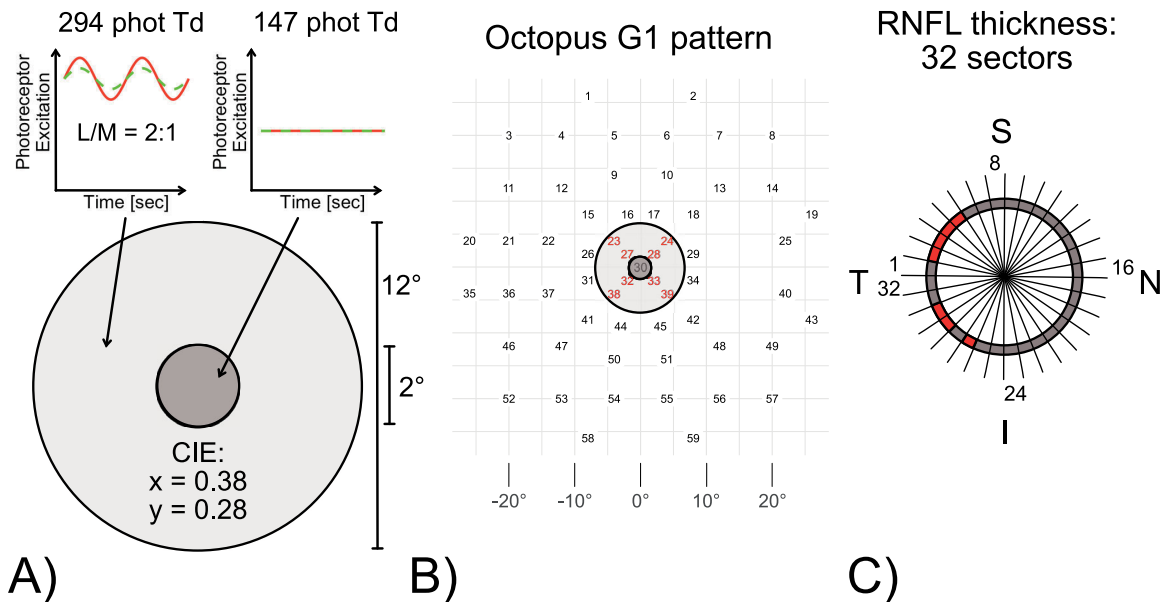 294 phot Td
147 phot Td
Photoreceptor
Excitation
L/M = 2:1
Time [sec]
Photoreceptor
Excitation
Time [sec]
12°
2°
CIE:
x = 0.38
y = 0.28
A)
Octopus G1 pattern
1 2
3 4 5 6 7 8
9 10
11 12 13 14
15 16 17 18 19
20 21 22 23 24 25
26 27 28 29
30
31 32 33 34
35 36 37 38 39 40
41 42 43
44 45
46 47 48 49
50 51
52 53 54 55 56 57
58 59
-20° -10° 0° 10° 20°
B)
RNFL thickness:
32 sectors
S
8
1
T
32
16 N
24
I
C)